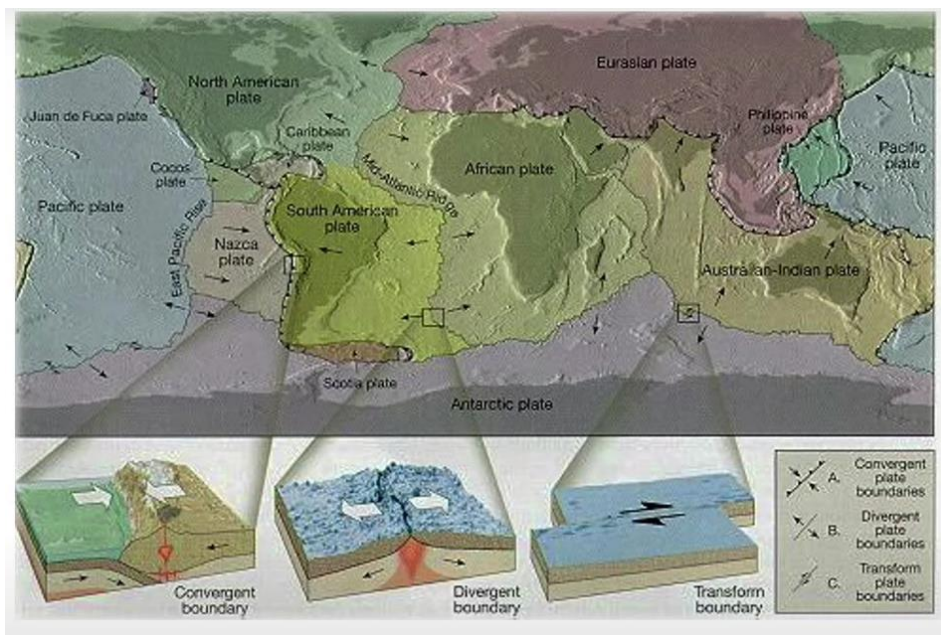 North American
plate
Eurasian plate
Juan de Fuca plate
Caribbean
plate
Philippine
plate
Cocos
plate
African plate
Pacific
plate
Pacific plate
Mid-Atlantic Ridge
South American
plate
East Pacific Rise
Nazca
plate
Australian-Indian plate
Scotia plate
Antarctic plate
Convergent
boundary
Divergent
boundary
Transform
boundary
A. Convergent
plate
boundaries
B. Divergent
plate
boundaries
C. Transform
plate
boundaries